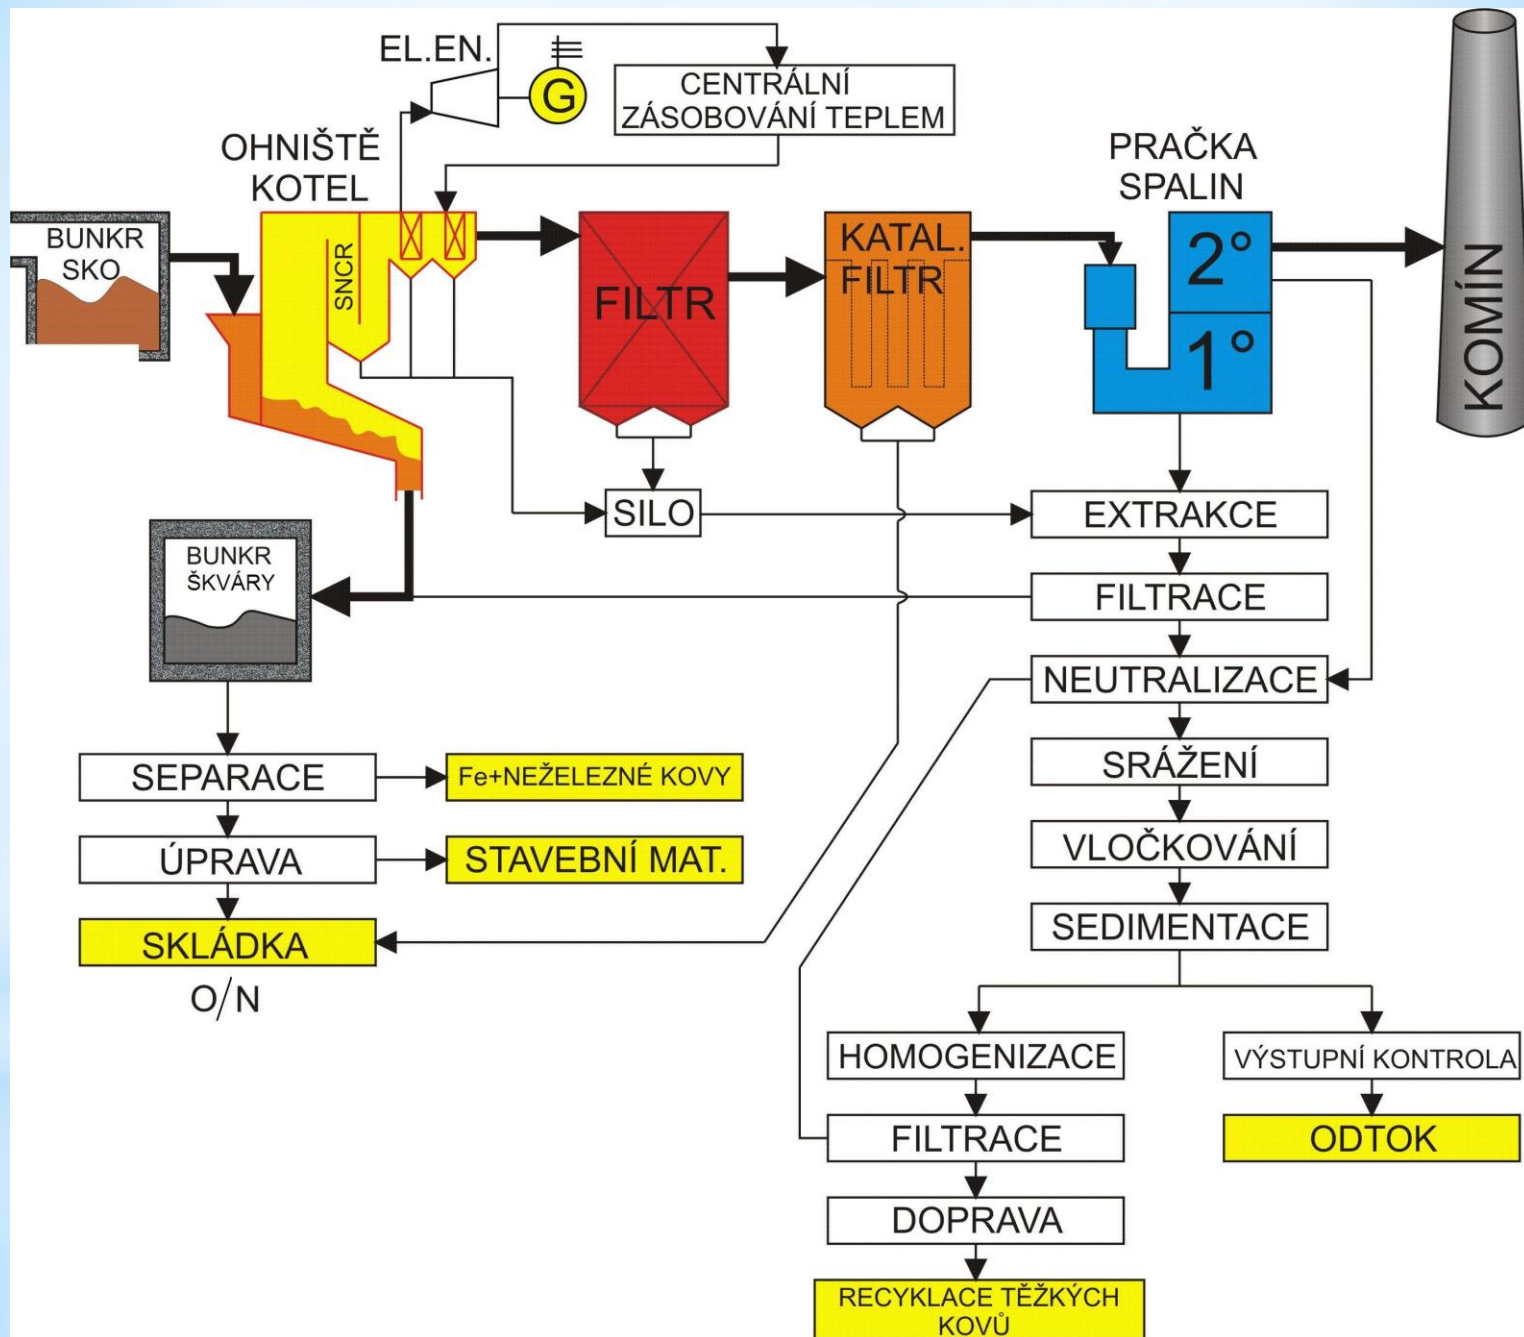 EL.EN.
G
CENTRÁLNÍ
ZÁSOBOVÁNÍ TEPLEM
OHNIŠTĚ
KOTEL
PRAČKA
SPALIN
BUNKR
SKO
SNCR
FILTR
KATAL.
FILTR
2°
1°
KOMÍN
SILO
EXTRAKCE
BUNKR
ŠKVÁRY
FILTRACE
NEUTRALIZACE
SEPARACE
Fe+NEŽELEZNÉ KOVY
SRÁŽENÍ
ÚPRAVA
STAVEBNÍ MAT.
VLOČKOVÁNÍ
SKLÁDKA
O/N
SEDIMENTACE
HOMOGENIZACE
VÝSTUPNÍ KONTROLA
FILTRACE
ODTOK
DOPRAVA
RECYKLACE TĚŽKÝCH
KOVŮ